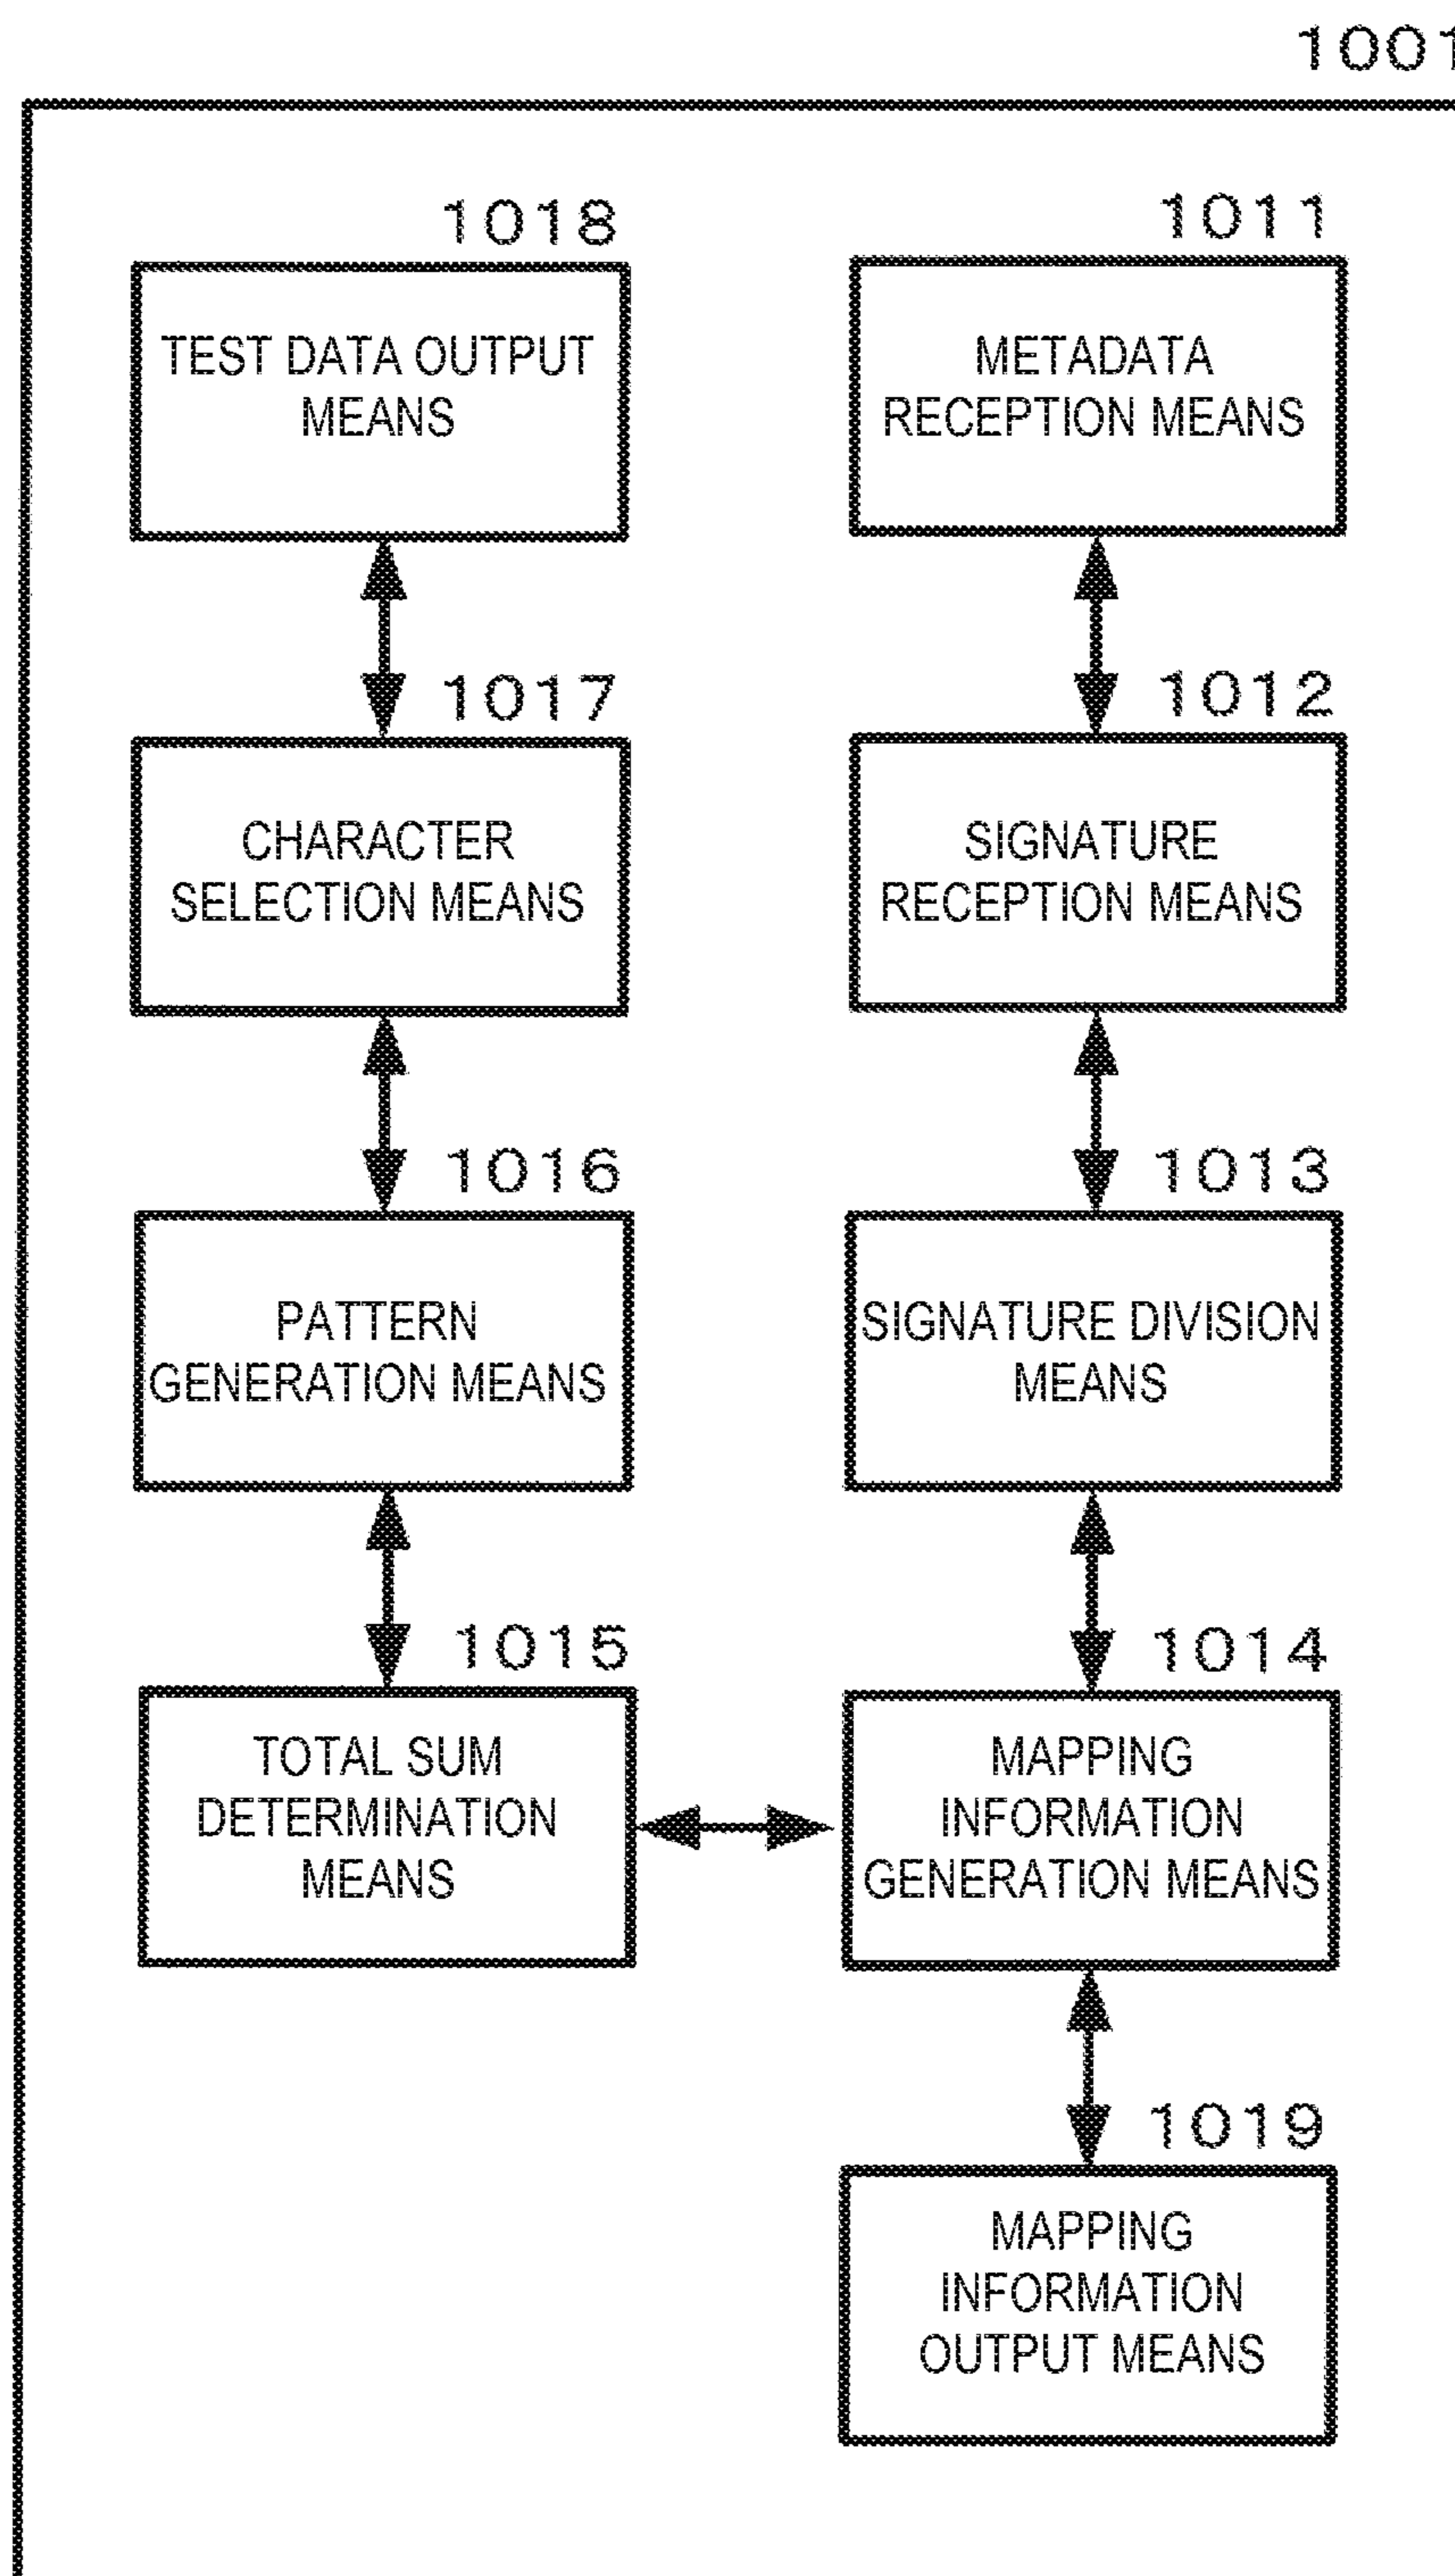 1001
1018
TEST DATA OUTPUT
MEANS
1011
METADATA
RECEPTION MEANS
1017
CHARACTER
SELECTION MEANS
1012
SIGNATURE
RECEPTION MEANS
1016
PATTERN
GENERATION MEANS
1013
SIGNATURE DIVISION
MEANS
1015
TOTAL SUM
DETERMINATION
MEANS
1014
MAPPING
INFORMATION
GENERATION MEANS
1019
MAPPING
INFORMATION
OUTPUT MEANS